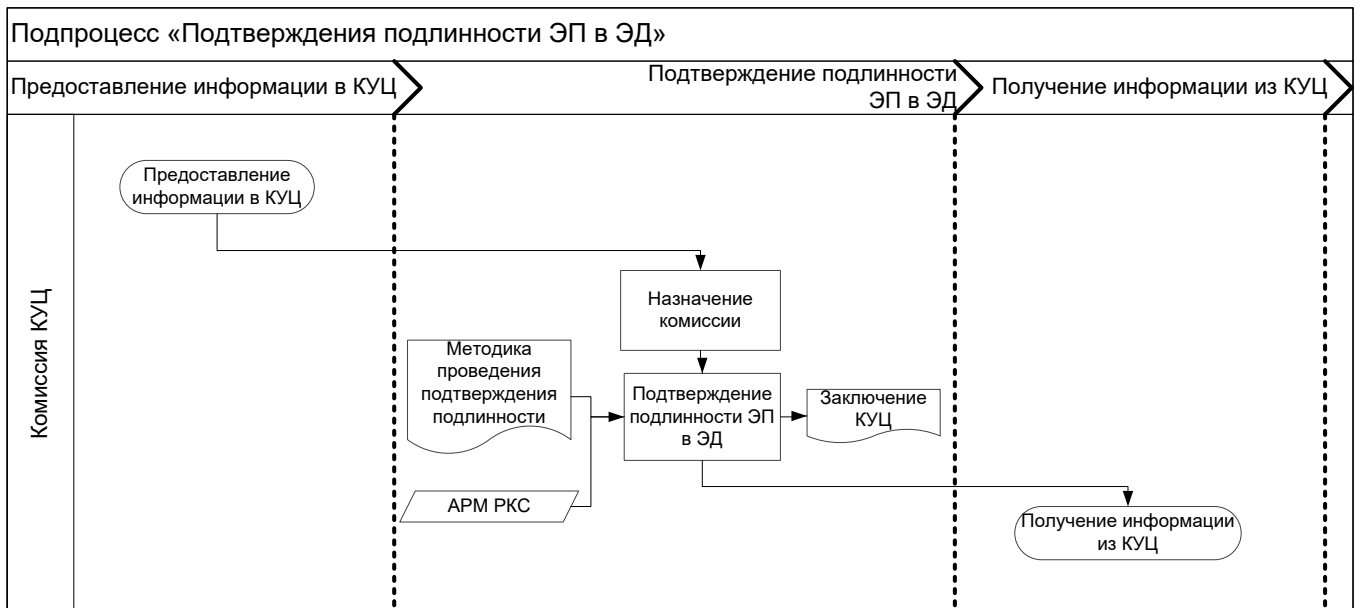 Подпроцесс «Подтверждения подлинности ЭП в ЭД»
Предоставление информации в КУЦ
Подтверждение подлинности
ЭП в ЭД
Получение информации из КУЦ
Комиссия КУЦ
Предоставление
информации в КУЦ
Назначение
комиссии
Методика
проведения
подтверждения
подлинности
Подтверждение
подлинности ЭП
в ЭД
Заключение
КУЦ
АРМ РКС
Получение информации
из КУЦ